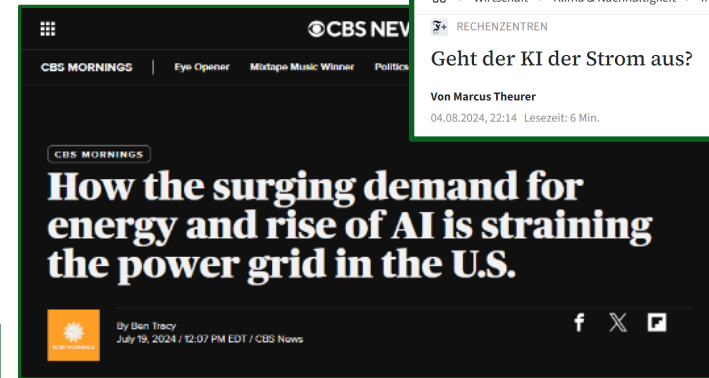 Wirtschaft Klima & Nachhaltigkeit
F+ RECHENZENTREN
Geht der KI der Strom aus?
Von Marcus Theurer
04.08.2024, 22:14 Lesezeit: 6 Min.
CBS NEW
CBS MORNINGS | Eye Opener Mixtape Music Winner Politics
CBS MORNINGS
How the surging demand for
energy and rise of AI is straining
the power grid in the U.S.
By Ben Tracy
July 19, 2024 / 12:07 PM EDT / CBS News
CBS MORNINGS